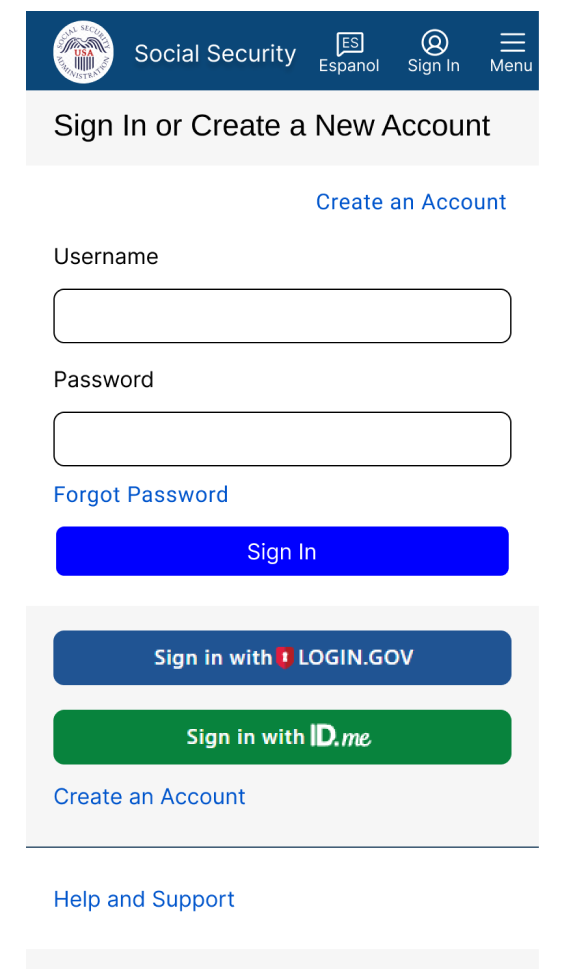 SOCIAL SECURITY ADMINISTRATION
USA
Social Security
ES
Espanol
Sign In
Menu
Sign In or Create a New Account
Create an Account
Username
Password
Forgot Password
Sign In
Sign in with LOGIN.GOV
Sign in with ID.me
Create an Account
Help and Support